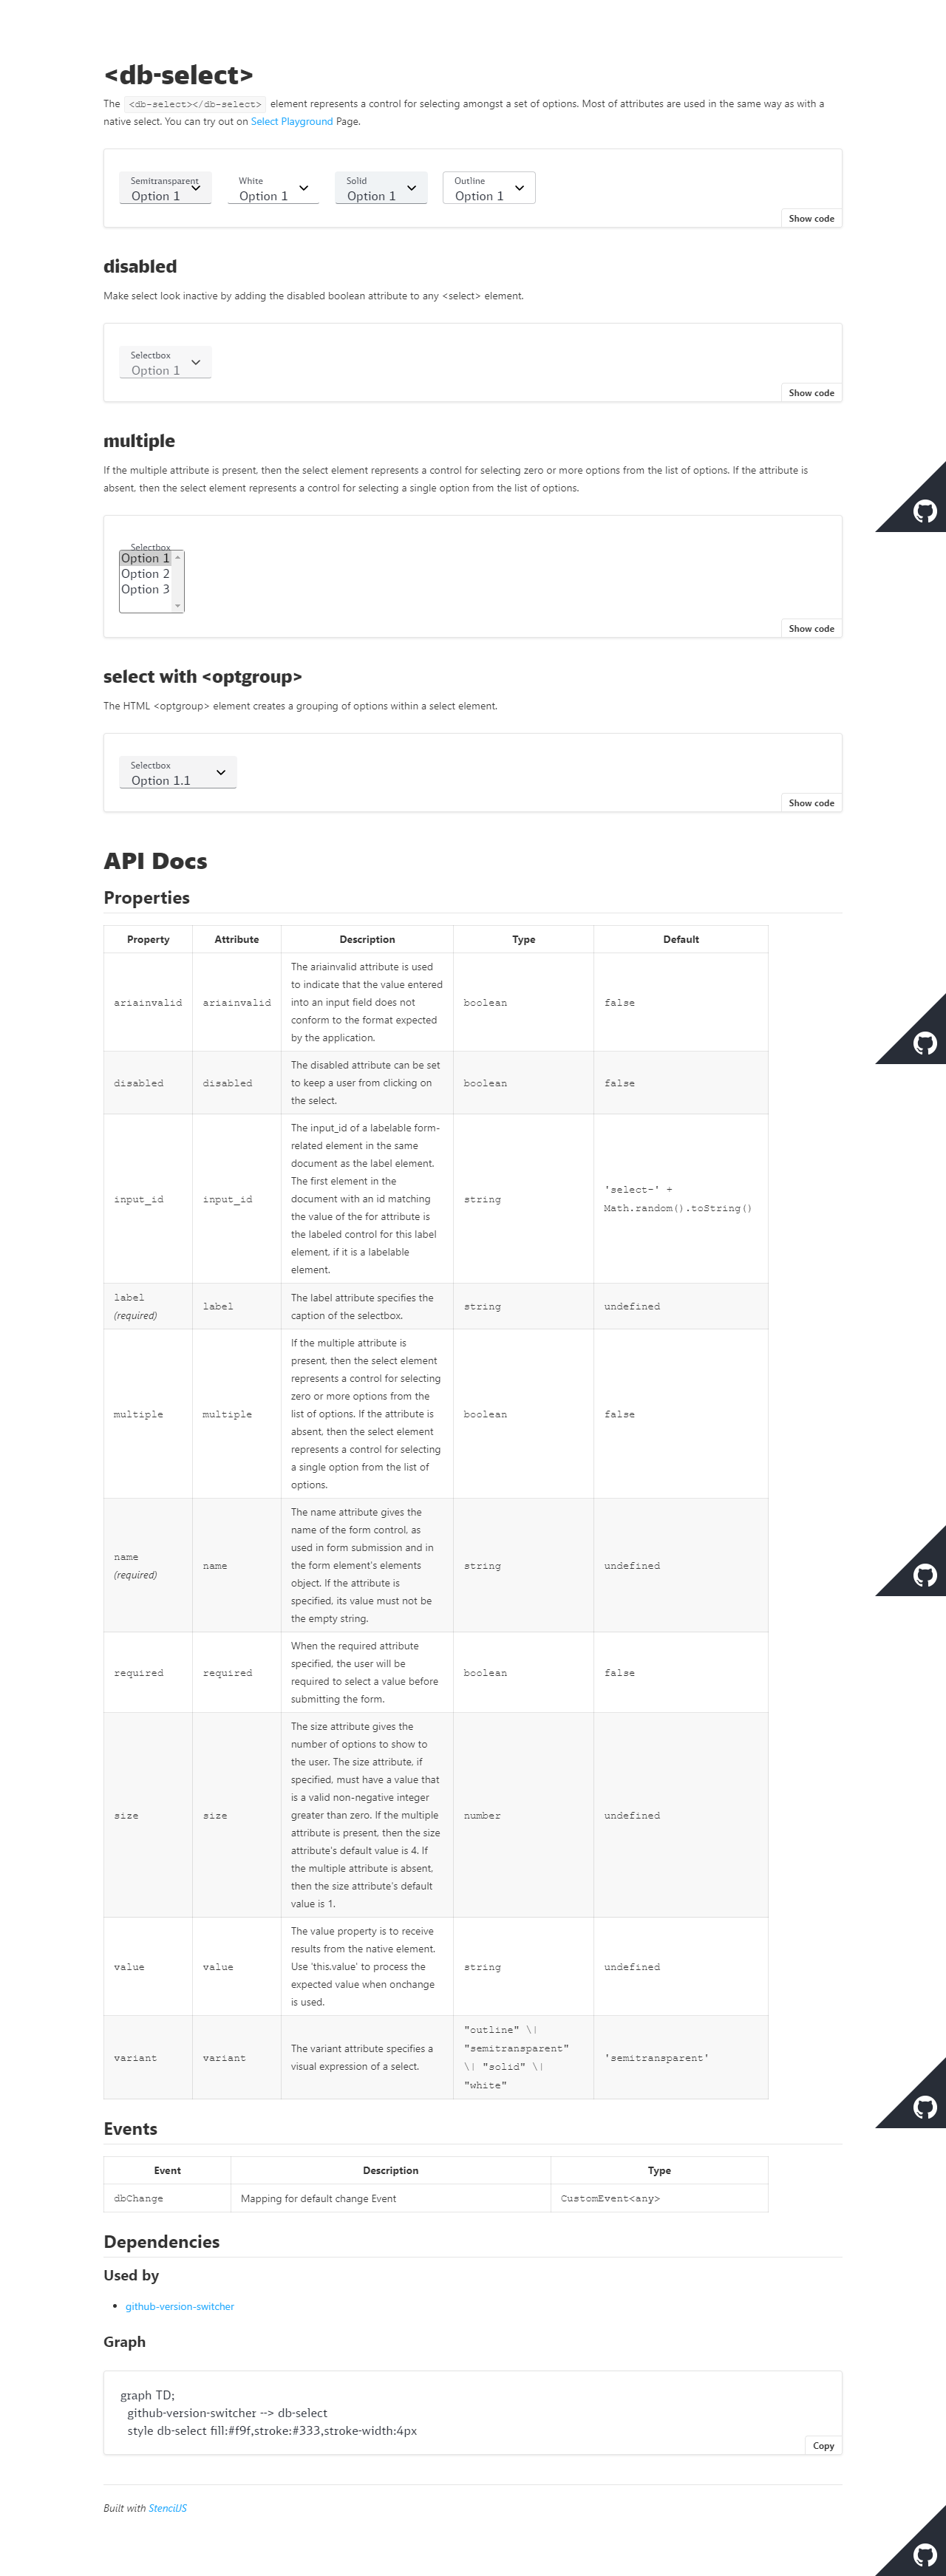 <db-select>
The <db-select></db-select> element represents a control for selecting amongst a set of options. Most of attributes are used in the same way as with a
native select. You can try out on Select Playground Page.
Semitransparent White Solid Outline
Option 1 Option 1 Option 1 Option 1
Show code
disabled
Make select look inactive by adding the disabled boolean attribute to any <select> element.
Selectbox
Option 1
Show code
multiple
If the multiple attribute is present, then the select element represents a control for selecting zero or more options from the list of options. If the attribute is
absent, then the select element represents a control for selecting a single option from the list of options.
Selectbox
Option 1
Option 2
Option 3
Show code
select with <optgroup>
The HTML <optgroup> element creates a grouping of options within a select element.
Selectbox
Option 1.1
Show code
API Docs
Properties
Property Attribute Description Type Default
ariainvalid ariainvalid
The ariainvalid attribute is used
to indicate that the value entered
into an input field does not
conform to the format expected
by the application.
boolean false
disabled disabled
The disabled attribute can be set
to keep a user from clicking on
the select.
boolean false
input_id input_id
The input_id of a labelable form-
related element in the same
document as the label element.
The first element in the
document with an id matching
the value of the for attribute is
the labeled control for this label
element, if it is a labelable
element.
string
'select-' +
Math.random().toString()
label
(required)
label
The label attribute specifies the
caption of the selectbox.
string undefined
multiple multiple
If the multiple attribute is
present, then the select element
represents a control for selecting
zero or more options from the
list of options. If the attribute is
absent, then the select element
represents a control for selecting
a single option from the list of
options.
boolean false
name
(required)
name
The name attribute gives the
name of the form control, as
used in form submission and in
the form element's elements
object. If the attribute is
specified, its value must not be
the empty string.
string undefined
required required
When the required attribute
specified, the user will be
required to select a value before
submitting the form.
boolean false
size size
The size attribute gives the
number of options to show to
the user. The size attribute, if
specified, must have a value that
is a valid non-negative integer
greater than zero. If the multiple
attribute is present, then the size
attribute's default value is 4. If
the multiple attribute is absent,
then the size attribute's default
value is 1.
number undefined
value value
The value property is to receive
results from the native element.
Use 'this.value' to process the
expected value when onchange
is used.
string undefined
variant variant
The variant attribute specifies a
visual expression of a select.
"outline" \|
"semitransparent"
\| "solid" \|
"white"
'semitransparent'
Events
Event Description Type
dbChange Mapping for default change Event CustomEvent<any>
Dependencies
Used by
github-version-switcher
Graph
graph TD;
github-version-switcher --> db-select
style db-select fill:#f9f,stroke:#333,stroke-width:4px
Copy
Built with StencilJS